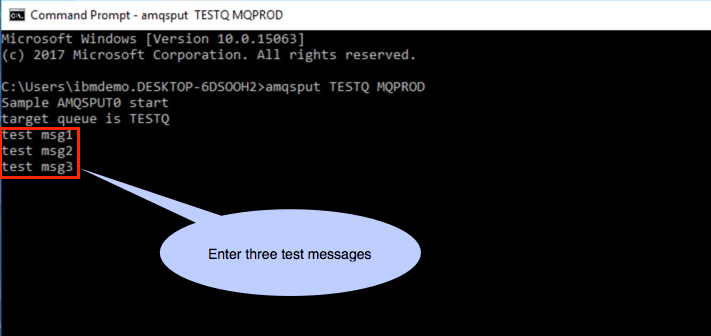 Command Prompt - amqsput  TESTQ MQPROD
Microsoft Windows [Version 10.0.15063]
(c) 2017 Microsoft Corporation. All rights reserved.
C:\Users\ibmdemo.DESKTOP-6DSOOH2>amqsput TESTQ MQPROD
Sample AMQSPUT0 start
target queue is TESTQ
test msg1
test msg2
test msg3
Enter three test messages